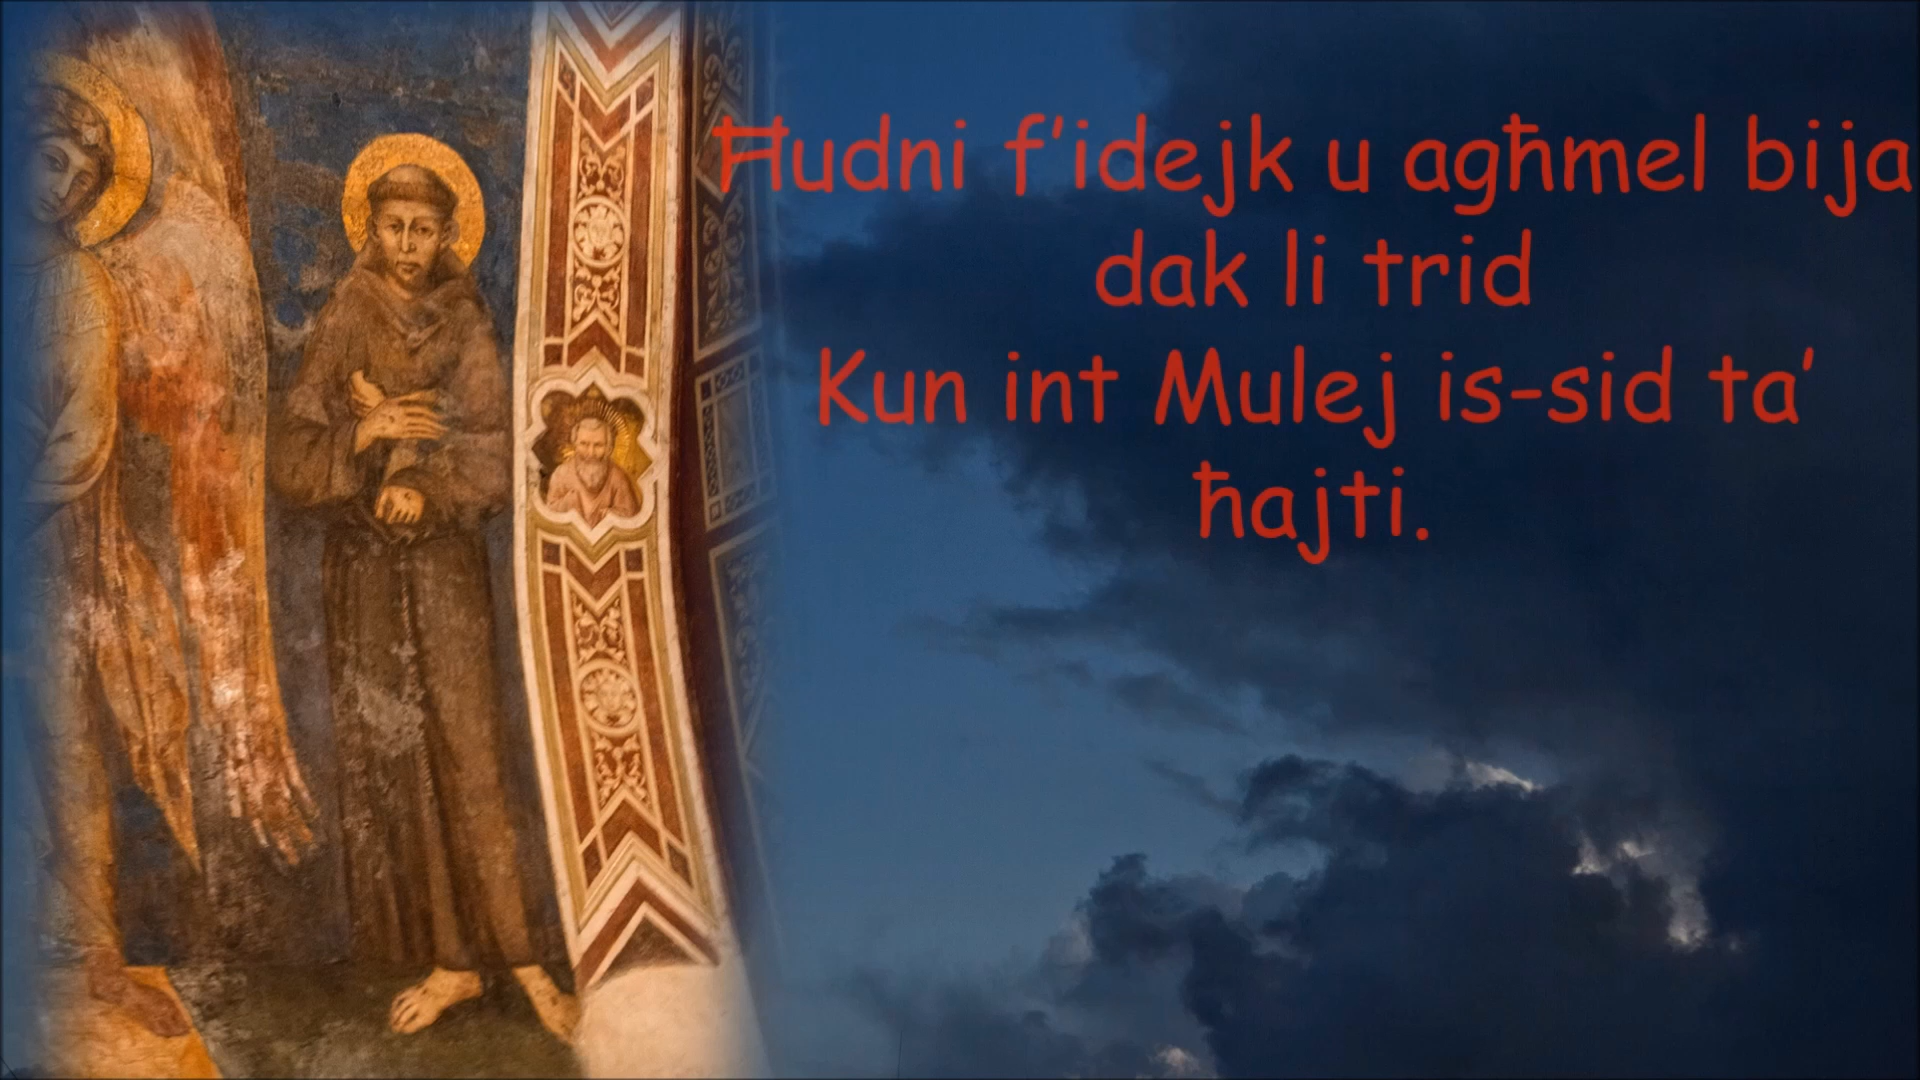 Ħudni f’idejk u agħmel bija
dak li trid
Kun int Mulej is-sid ta’
ħajti.